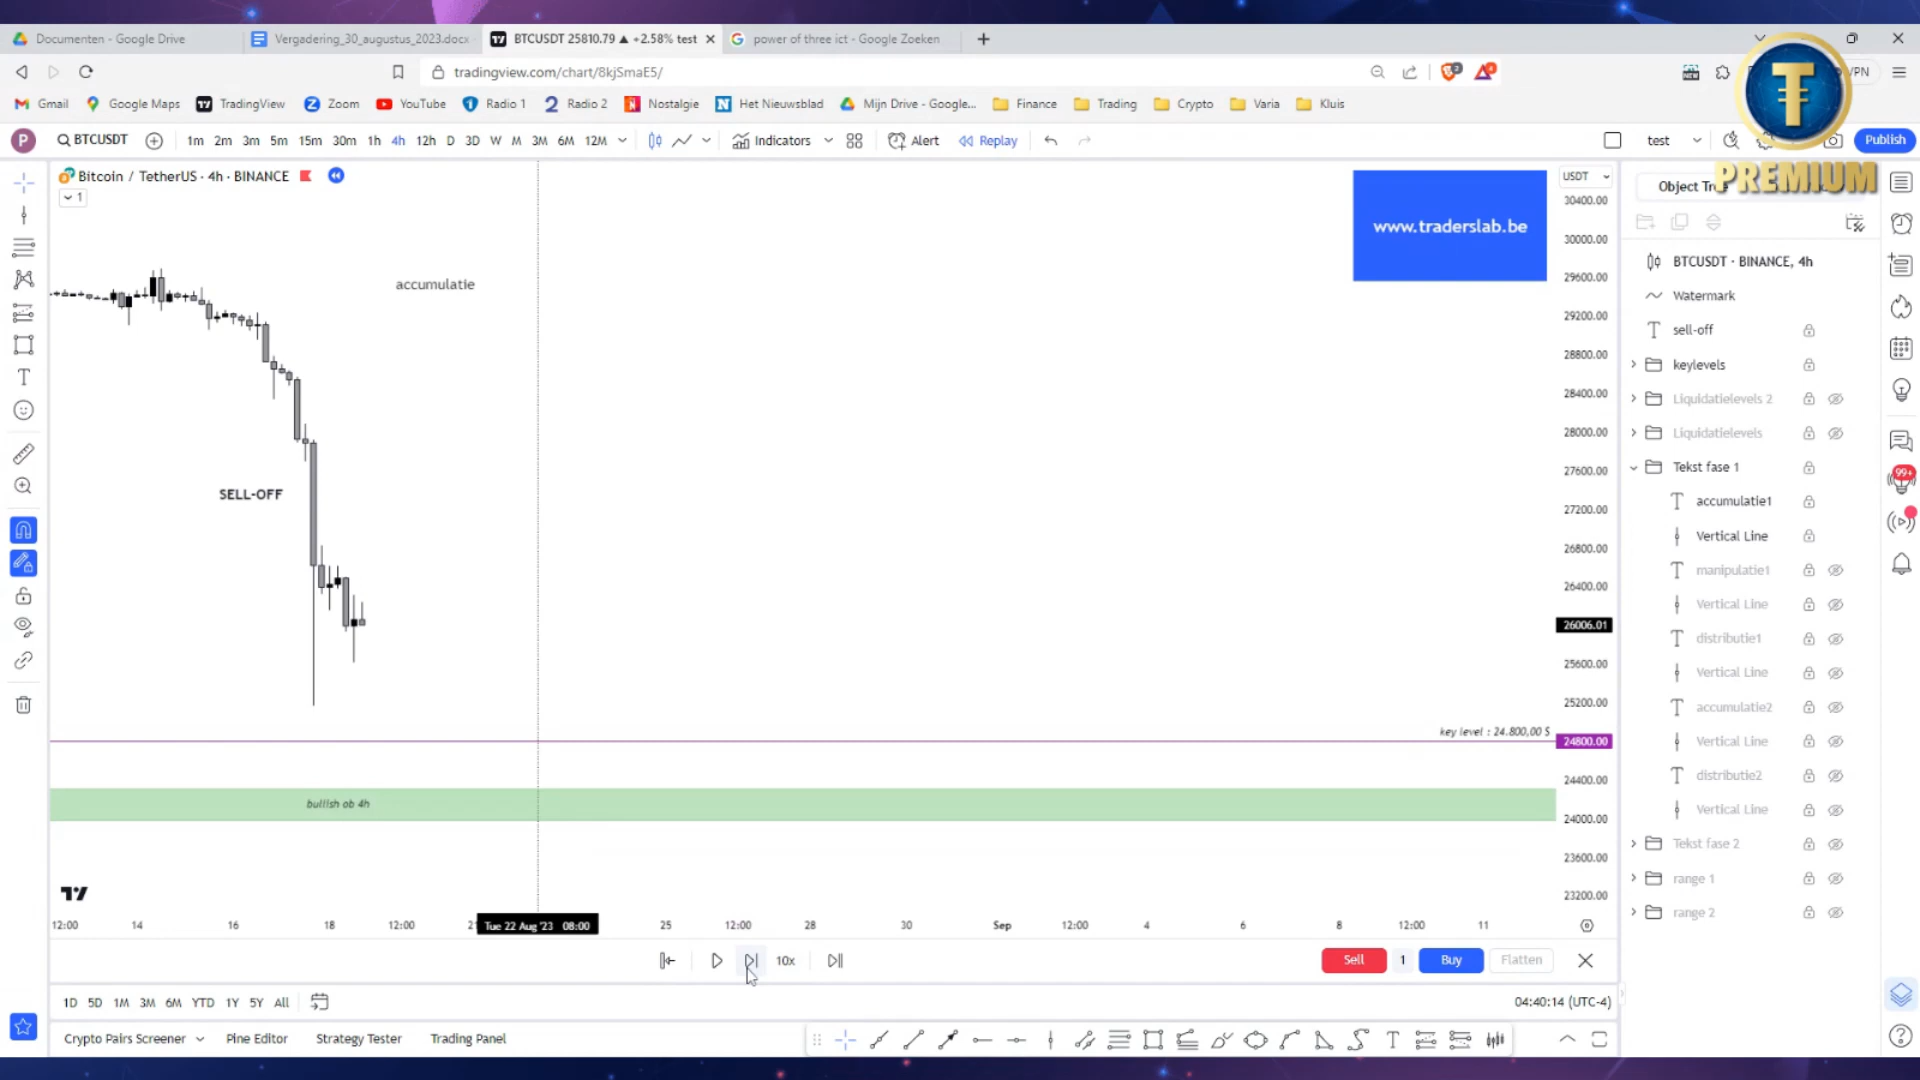 Documenten - Google Drive
Vergadering_30_augustus_2023.docx
BTCUSDT 25810.79 ▲ +2.58% test
power of three ict - Google Zoeken
tradingview.com/chart/8kjSmaE5/
VPN
Gmail
Google Maps
TradingView
Zoom
YouTube
Radio 1
Radio 2
Nostalgie
Het Nieuwsblad
Mijn Drive - Google...
Finance
Trading
Crypto
Varia
Kluis
P
BTCUSDT
1m 2m 3m 5m 15m 30m 1h 4h 12h D 3D W M 3M 6M 12M
Indicators
Alert
Replay
test
Publish
PREMIUM
Bitcoin / TetherUS · 4h · BINANCE
1
www.traderslab.be
accumulatie
SELL-OFF
key level : 24.800,00 $
bullish ob 4h
USDT
30400.00
30000.00
29600.00
29200.00
28800.00
28400.00
28000.00
27600.00
27200.00
26800.00
26400.00
26006.01
25600.00
25200.00
24800.00
24400.00
24000.00
23600.00
23200.00
Object Tr
BTCUSDT · BINANCE, 4h
Watermark
sell-off
keylevels
Liquidatielevels 2
Liquidatielevels
Tekst fase 1
accumulatie1
Vertical Line
manipulatie1
Vertical Line
distributie1
Vertical Line
accumulatie2
Vertical Line
distributie2
Vertical Line
Tekst fase 2
range 1
range 2
99+
12:00 14 16 18 12:00 Tue 22 Aug '23 08:00 25 12:00 28 30 Sep 12:00 4 6 8 12:00 11
10x
Sell
1
Buy
Flatten
1D 5D 1M 3M 6M YTD 1Y 5Y All
04:40:14 (UTC-4)
Crypto Pairs Screener
Pine Editor
Strategy Tester
Trading Panel